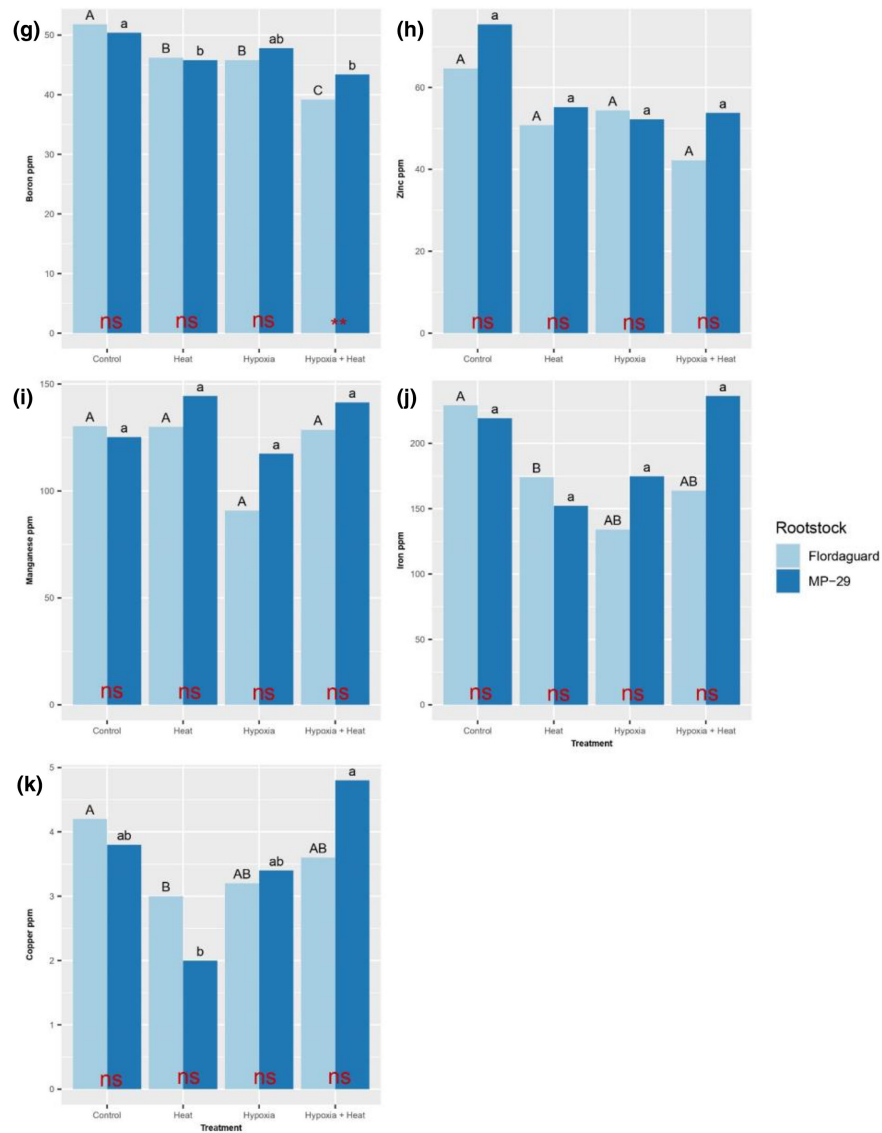 (g)
Boron ppm
50
40
30
20
10
0
A a B b B ab C b
ns ns ns **
Control Heat Hypoxia Hypoxia + Heat
(h)
Zinc ppm
60
40
20
0
A a A a A a A a
ns ns ns ns
Control Heat Hypoxia Hypoxia + Heat
(i)
Manganese ppm
150
100
50
0
A a A a A a A a
ns ns ns ns
Control Heat Hypoxia Hypoxia + Heat
(j)
Iron ppm
200
150
100
50
0
A a B a AB a AB a
ns ns ns ns
Control Heat Hypoxia Hypoxia + Heat
Treatment
Rootstock
Flordaguard
MP-29
(k)
Copper ppm
5
4
3
2
1
0
A ab B b AB ab AB a
ns ns ns ns
Control Heat Hypoxia Hypoxia + Heat
Treatment